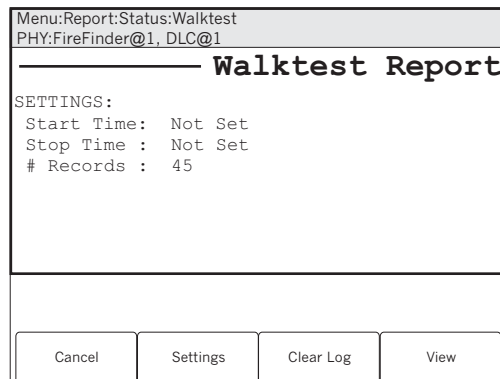 Menu:Report:Status:Walktest
PHY:FireFinder@1, DLC@1
Walktest Report
SETTINGS:
Start Time: Not Set
Stop Time : Not Set
# Records : 45
Cancel Settings Clear Log View